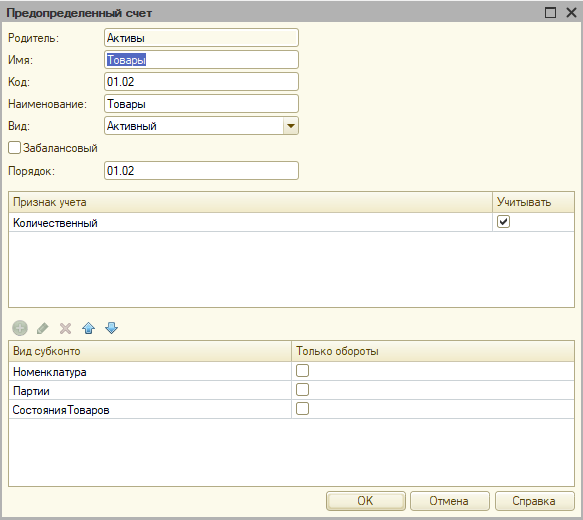 Предопределенный счет
Родитель: Активы
Имя: Товары
Код: 01.02
Наименование: Товары
Вид: Активный
Забалансовый
Порядок: 01.02
Признак учета Учитывать
Количественный
Вид субконто Только обороты
Номенклатура
Партии
СостоянияТоваров
OK Отмена Справка